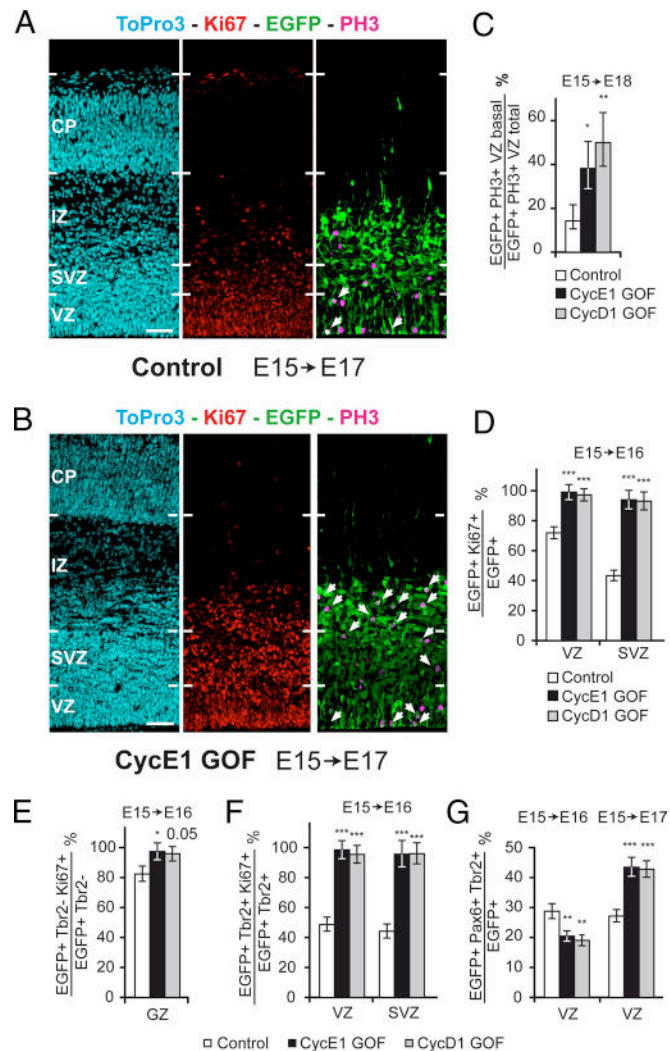 A
ToPro3 - Ki67 - EGFP - PH3
CP
IZ
SVZ
VZ
Control E15→E17
B
ToPro3 - Ki67 - EGFP - PH3
CP
IZ
SVZ
VZ
CycE1 GOF E15→E17
C
%
E15→E18
EGFP+ PH3+ VZ basal
EGFP+ PH3+ VZ total
60
40
20
0
*
**
Control
CycE1 GOF
CycD1 GOF
D
E15→E16
%
EGFP+ Ki67+
EGFP+
100
80
60
40
20
0
*** ***
*** ***
VZ SVZ
Control
CycE1 GOF
CycD1 GOF
E
E15→E16
%
EGFP+ Tbr2- Ki67+
EGFP+ Tbr2-
* 0.05
100
80
60
40
20
0
GZ
F
E15→E16
%
EGFP+ Tbr2+ Ki67+
EGFP+ Tbr2+
*** ***
*** ***
100
80
60
40
20
0
VZ SVZ
G
E15→E16 E15→E17
%
EGFP+ Pax6+ Tbr2+
EGFP+
50
40
30
20
10
0
** **
*** ***
VZ VZ
Control CycE1 GOF CycD1 GOF